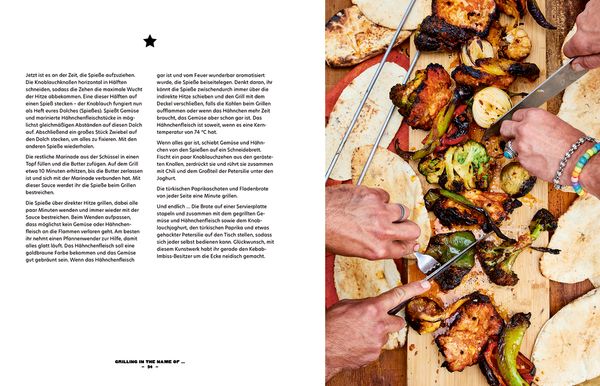 Jetzt ist es an der Zeit, die Spieße aufzuziehen.
Die Knoblauchknollen horizontal in Hälften
schneiden, sodass die Zehen die maximale Wucht
der Hitze abbekommen. Eine dieser Hälften auf
einen Spieß stecken – der Knoblauch fungiert nun
als Heft eures Dolches (Spießes). Spießt Gemüse
und marinierte Hähnchenfleischstücke in mög-
lichst gleichmäßigen Abständen auf diesen Dolch
auf. Abschließend ein großes Stück Zwiebel auf
den Dolch stecken, um alles zu fixieren. Mit den
anderen Spießen wiederholen.
Die restliche Marinade aus der Schüssel in einen
Topf füllen und die Butter zufügen. Auf dem Grill
etwa 10 Minuten erhitzen, bis die Butter zerlassen
ist und sich mit der Marinade verbunden hat. Mit
dieser Sauce werdet ihr die Spieße beim Grillen
bestreichen.
Die Spieße über direkter Hitze grillen, dabei alle
paar Minuten wenden und immer wieder mit der
Sauce bestreichen. Beim Wenden aufpassen,
dass möglichst kein Gemüse oder Hähnchen-
fleisch an die Flammen verloren geht. Am besten
ihr nehmt einen Pfannenwender zur Hilfe, damit
alles glatt läuft. Das Hähnchenfleisch soll eine
goldbraune Farbe bekommen und das Gemüse
gut gebräunt sein. Wenn das Hähnchenfleisch
gar ist und vom Feuer wunderbar aromatisiert
wurde, die Spieße beiseitelegen. Denkt daran, ihr
könnt die Spieße zwischendurch immer über die
indirekte Hitze schieben und den Grill mit dem
Deckel verschließen, falls die Kohlen beim Grillen
aufflammen oder wenn das Hähnchen mehr Zeit
braucht, das Gemüse aber schon gar ist. Das
Hähnchenfleisch ist soweit, wenn es eine Kern-
temperatur von 74 °C hat.
Wenn alles gar ist, schiebt Gemüse und Hähn-
chen von den Spießen auf ein Schneidebrett.
Fischt ein paar Knoblauchzehen aus den geröste-
ten Knollen, zerdrückt sie und rührt sie zusammen
mit Chili und dem Großteil der Petersilie unter den
Joghurt.
Die türkischen Paprikaschoten und Fladenbrote
von jeder Seite eine Minute grillen.
Und endlich … Die Brote auf einer Servierplatte
stapeln und zusammen mit dem gegrillten Ge-
müse und Hähnchenfleisch sowie dem Knob-
lauchjoghurt, den türkischen Paprika und etwas
gehackter Petersilie auf den Tisch stellen, sodass
sich jeder selbst bedienen kann. Glückwunsch, mit
diesem Kunstwerk habt ihr gerade den Kebab-
Imbiss-Besitzer um die Ecke neidisch gemacht.
GRILLING IN THE NAME OF …
– 94 –